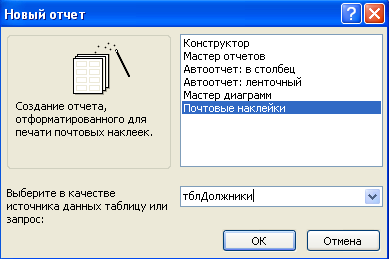 Новый отчет
Конструктор
Мастер отчетов
Автоотчет: в столбец
Автоотчет: ленточный
Мастер диаграмм
Почтовые наклейки
Создание отчета,
отформатированного для
печати почтовых наклеек.
Выберите в качестве
источника данных таблицу или
запрос:
тблДолжники
ОК
Отмена